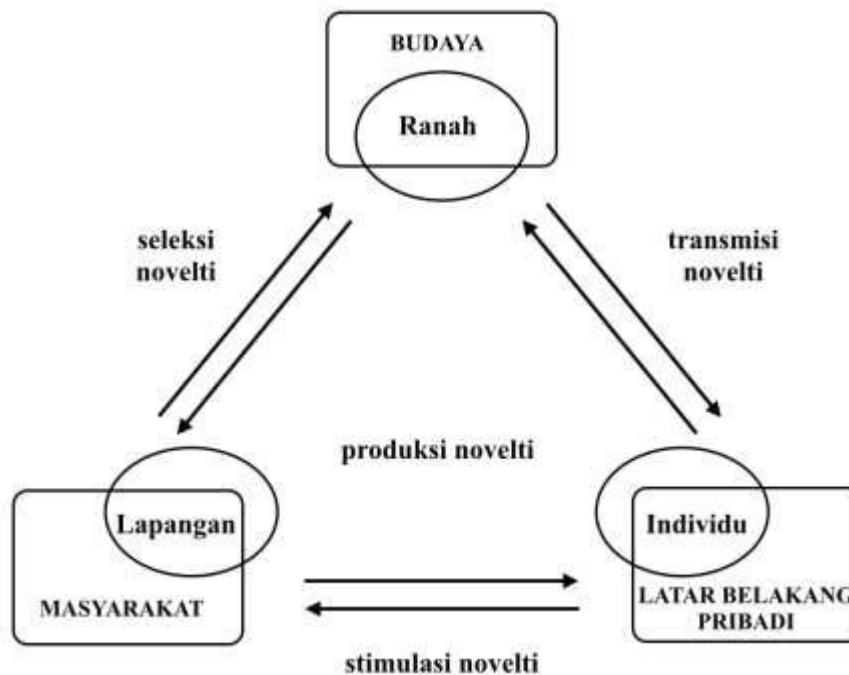 BUDAYA
Ranah
seleksi
novelti
transmisi
novelti
produksi novelti
Lapangan
MASYARAKAT
Individu
LATAR BELAKANG
PRIBADI
stimulasi novelti